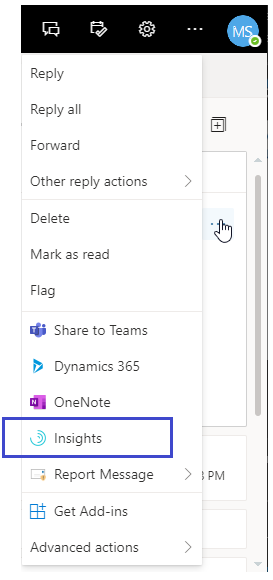 MS
Reply
Reply all
Forward
Other reply actions
Delete
Mark as read
Flag
Share to Teams
Dynamics 365
OneNote
Insights
Report Message
PM
Get Add-ins
Advanced actions